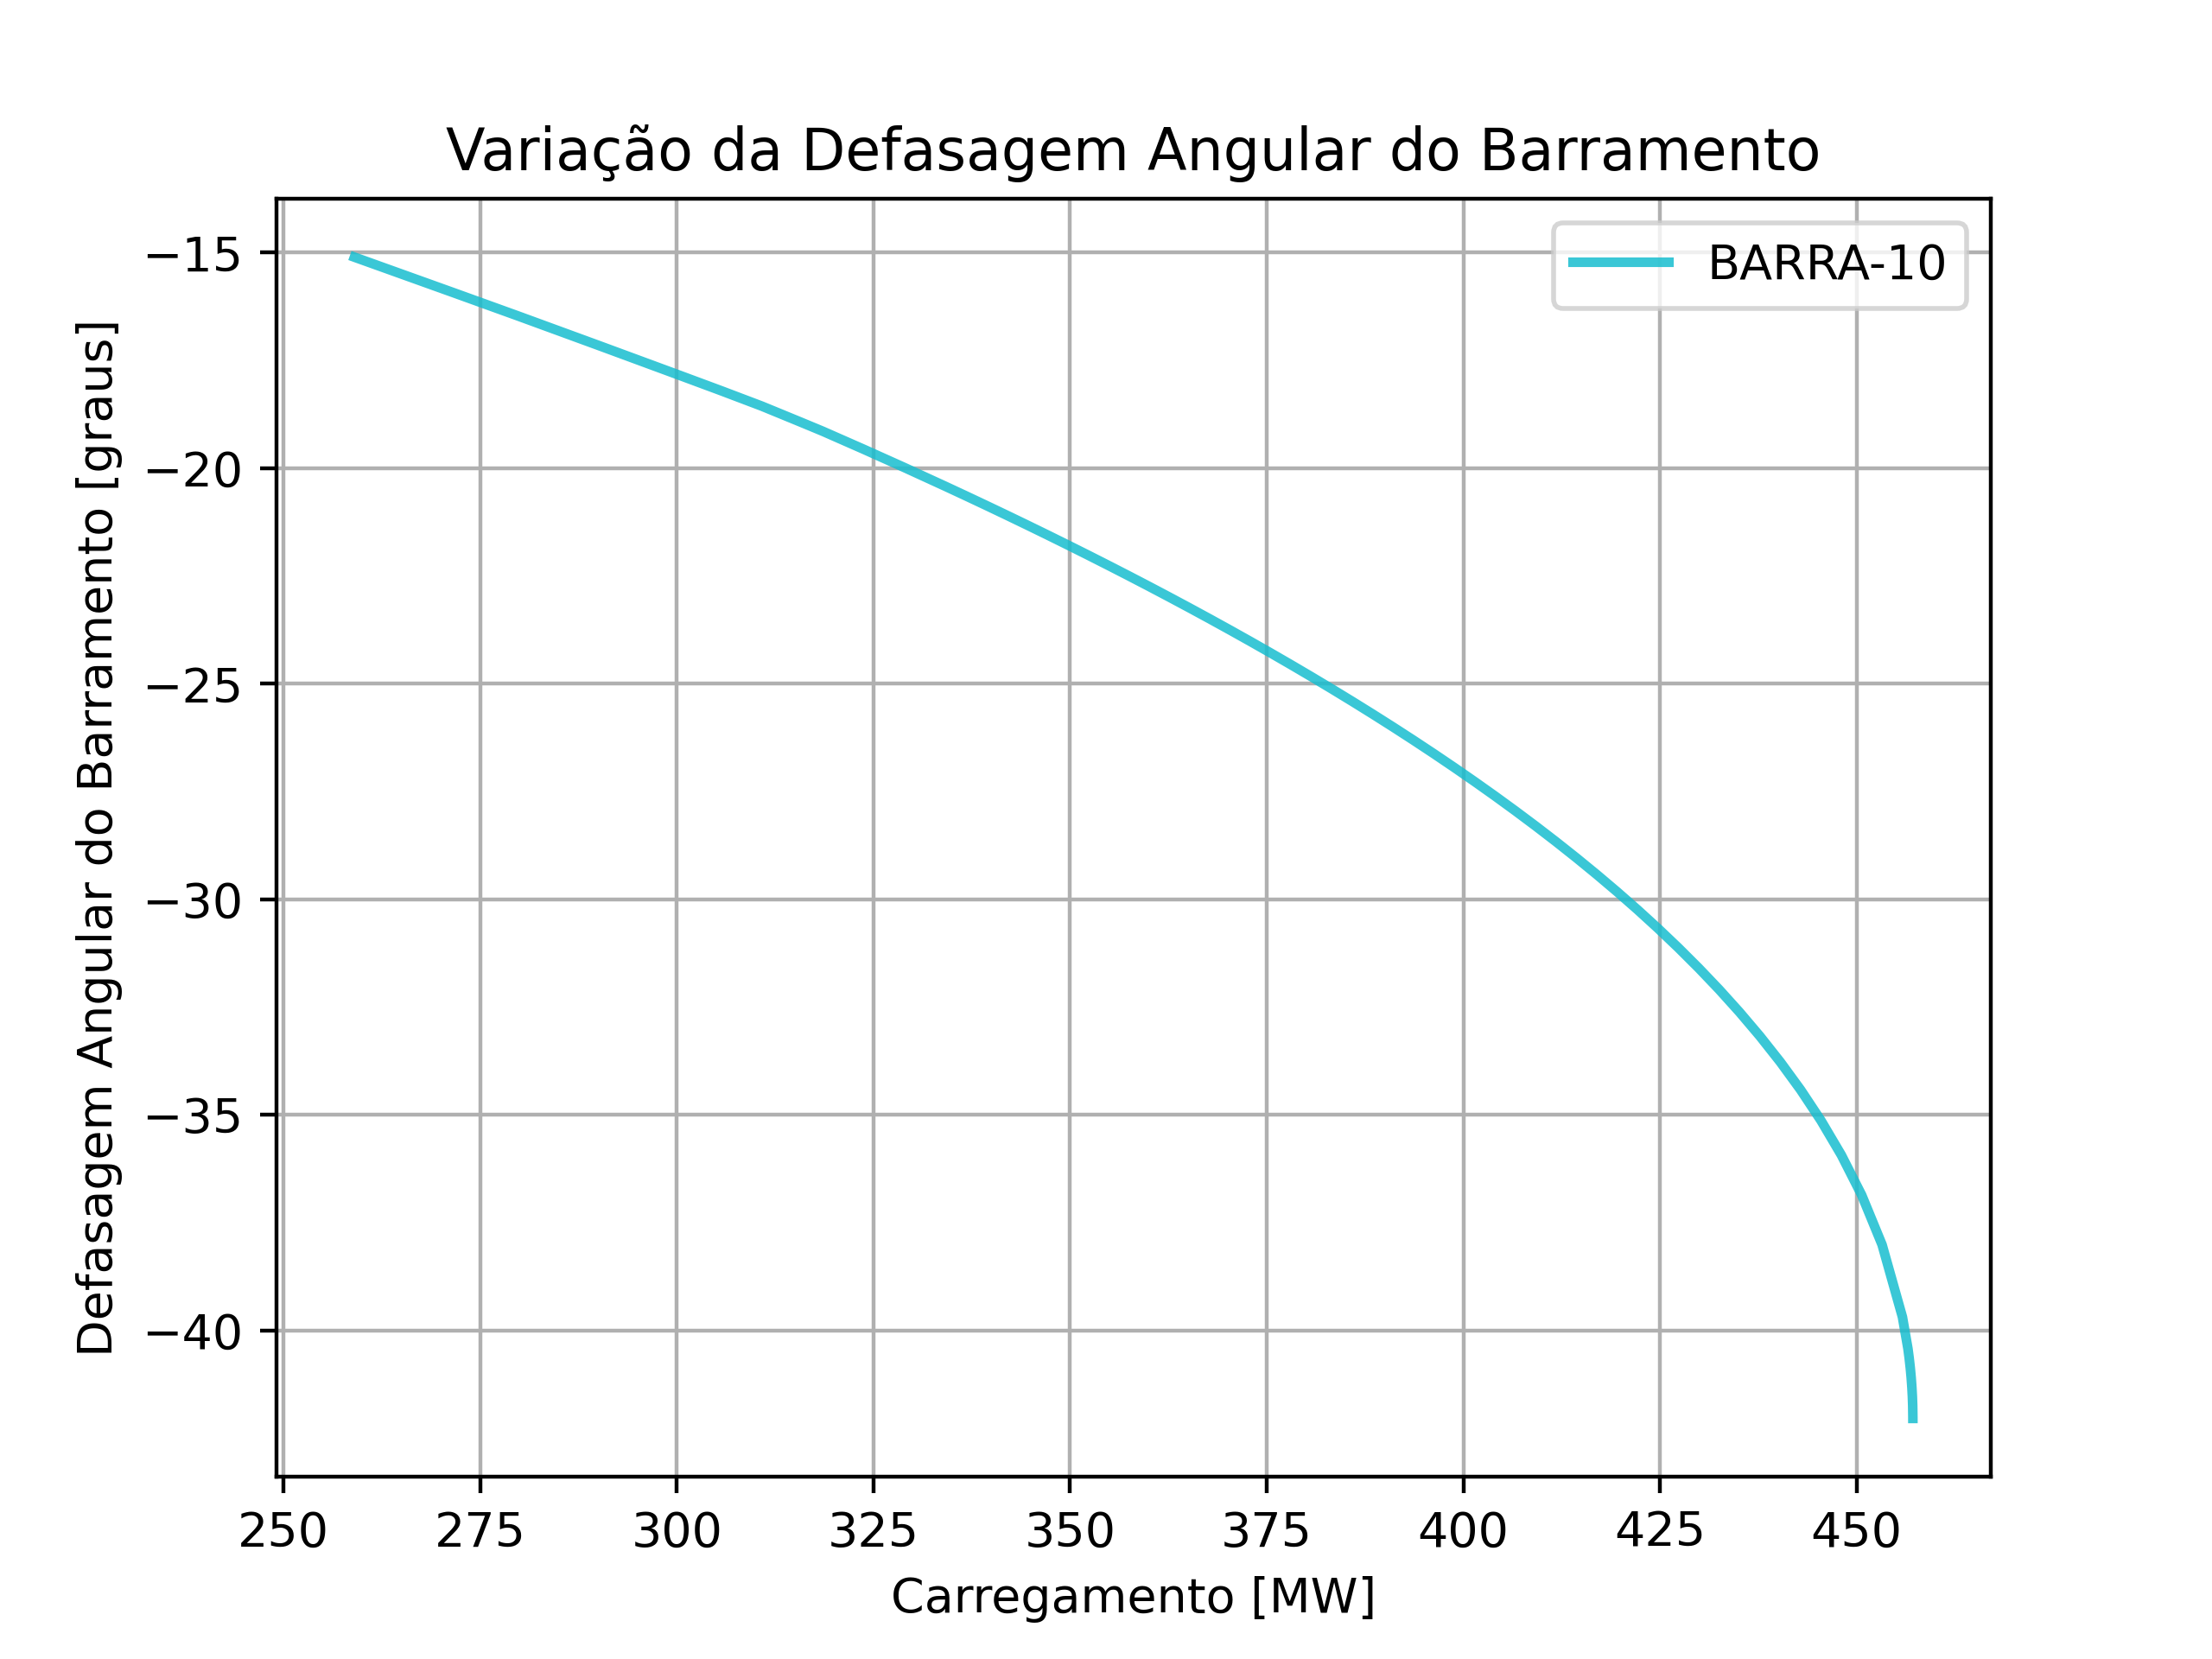 Variação da Defasagem Angular do Barramento
BARRA-10
Defasagem Angular do Barramento [graus]
−15
−20
−25
−30
−35
−40
250 275 300 325 350 375 400 425 450
Carregamento [MW]